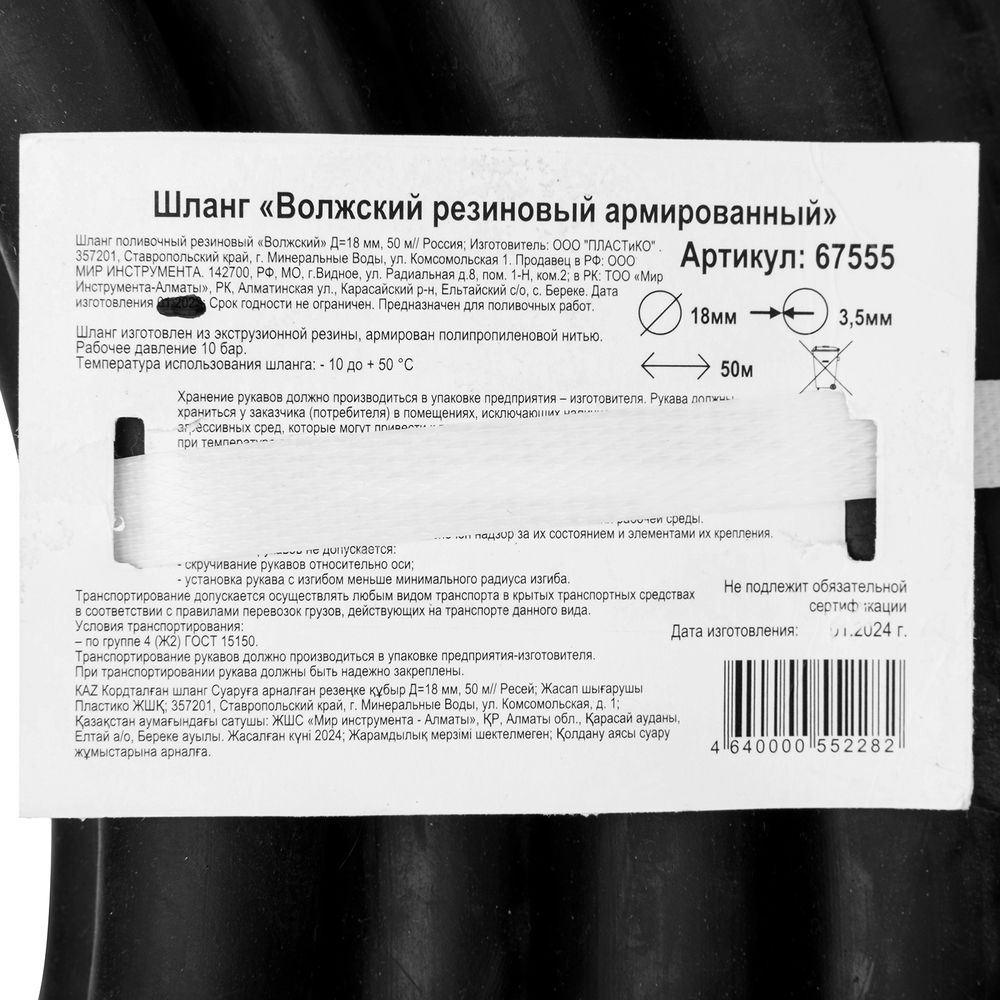 Шланг «Волжский резиновый армированный»
Шланг поливочный резиновый «Волжский» Д=18 мм, 50 м// Россия; Изготовитель: ООО "ПЛАСТиКО" .
357201, Ставропольский край, г. Минеральные Воды, ул. Комсомольская 1. Продавец в РФ: ООО
МИР ИНСТРУМЕНТА. 142700, РФ, МО, г.Видное, ул. Радиальная д.8, пом. 1-Н, ком.2; в РК: ТОО «Мир
Инструмента-Алматы», РК, Алматинская ул., Карасайский р-н, Ельтайский с/о, с. Береке. Дата
изготовления Срок годности не ограничен. Предназначен для поливочных работ.
Артикул: 67555
18мм 3,5мм
50м
Шланг изготовлен из экструзионной резины, армирован полипропиленовой нитью.
Рабочее давление 10 бар.
Температура использования шланга: - 10 до + 50 °C
Хранение рукавов должно производиться в упаковке предприятия – изготовителя. Рукава должны
храниться у заказчика (потребителя) в помещениях, исключающих
агрессивных сред, которые могут привести к
при температуре
рабочей среды.
надзор за их состоянием и элементами их крепления.
рукавов не допускается:
- скручивание рукавов относительно оси;
- установка рукава с изгибом меньше минимального радиуса изгиба.
Транспортирование допускается осуществлять любым видом транспорта в крытых транспортных средствах
в соответствии с правилами перевозок грузов, действующих на транспорте данного вида.
Условия транспортирования:
– по группе 4 (Ж2) ГОСТ 15150.
Транспортирование рукавов должно производиться в упаковке предприятия-изготовителя.
При транспортировании рукава должны быть надежно закреплены.
KAZ Кордталған шланг Суаруға арналған резеңке құбыр Д=18 мм, 50 м// Ресей; Жасап шығарушы
Пластико ЖШҚ; 357201, Ставропольский край, г. Минеральные Воды, ул. Комсомольская, д. 1;
Қазақстан аумағындағы сатушы: ЖШС «Мир инструмента - Алматы», ҚР, Алматы обл., Қарасай ауданы,
Елтай а/о, Береке ауылы. Жасалған күні 2024; Жарамдылық мерзімі шектелмеген; Қолдану аясы суару
жұмыстарына арналға.
Не подлежит обязательной
сертификации
Дата изготовления: 01.2024 г.
4 640000 552282